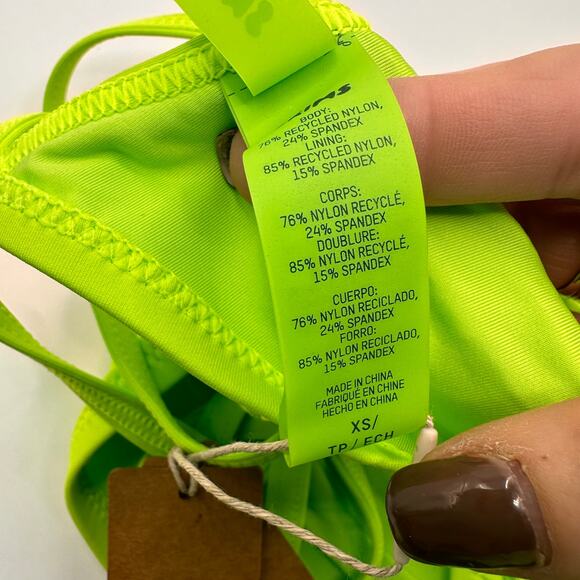 SKIMS
BODY:
76% RECYCLED NYLON,
24% SPANDEX
LINING:
85% RECYCLED NYLON,
15% SPANDEX
CORPS:
76% NYLON RECYCLÉ,
24% SPANDEX
DOUBLURE:
85% NYLON RECYCLÉ,
15% SPANDEX
CUERPO:
76% NYLON RECICLADO,
24% SPANDEX
FORRO:
85% NYLON RECICLADO,
15% SPANDEX
MADE IN CHINA
FABRIQUÉ EN CHINE
HECHO EN CHINA
XS/
TP/ECH